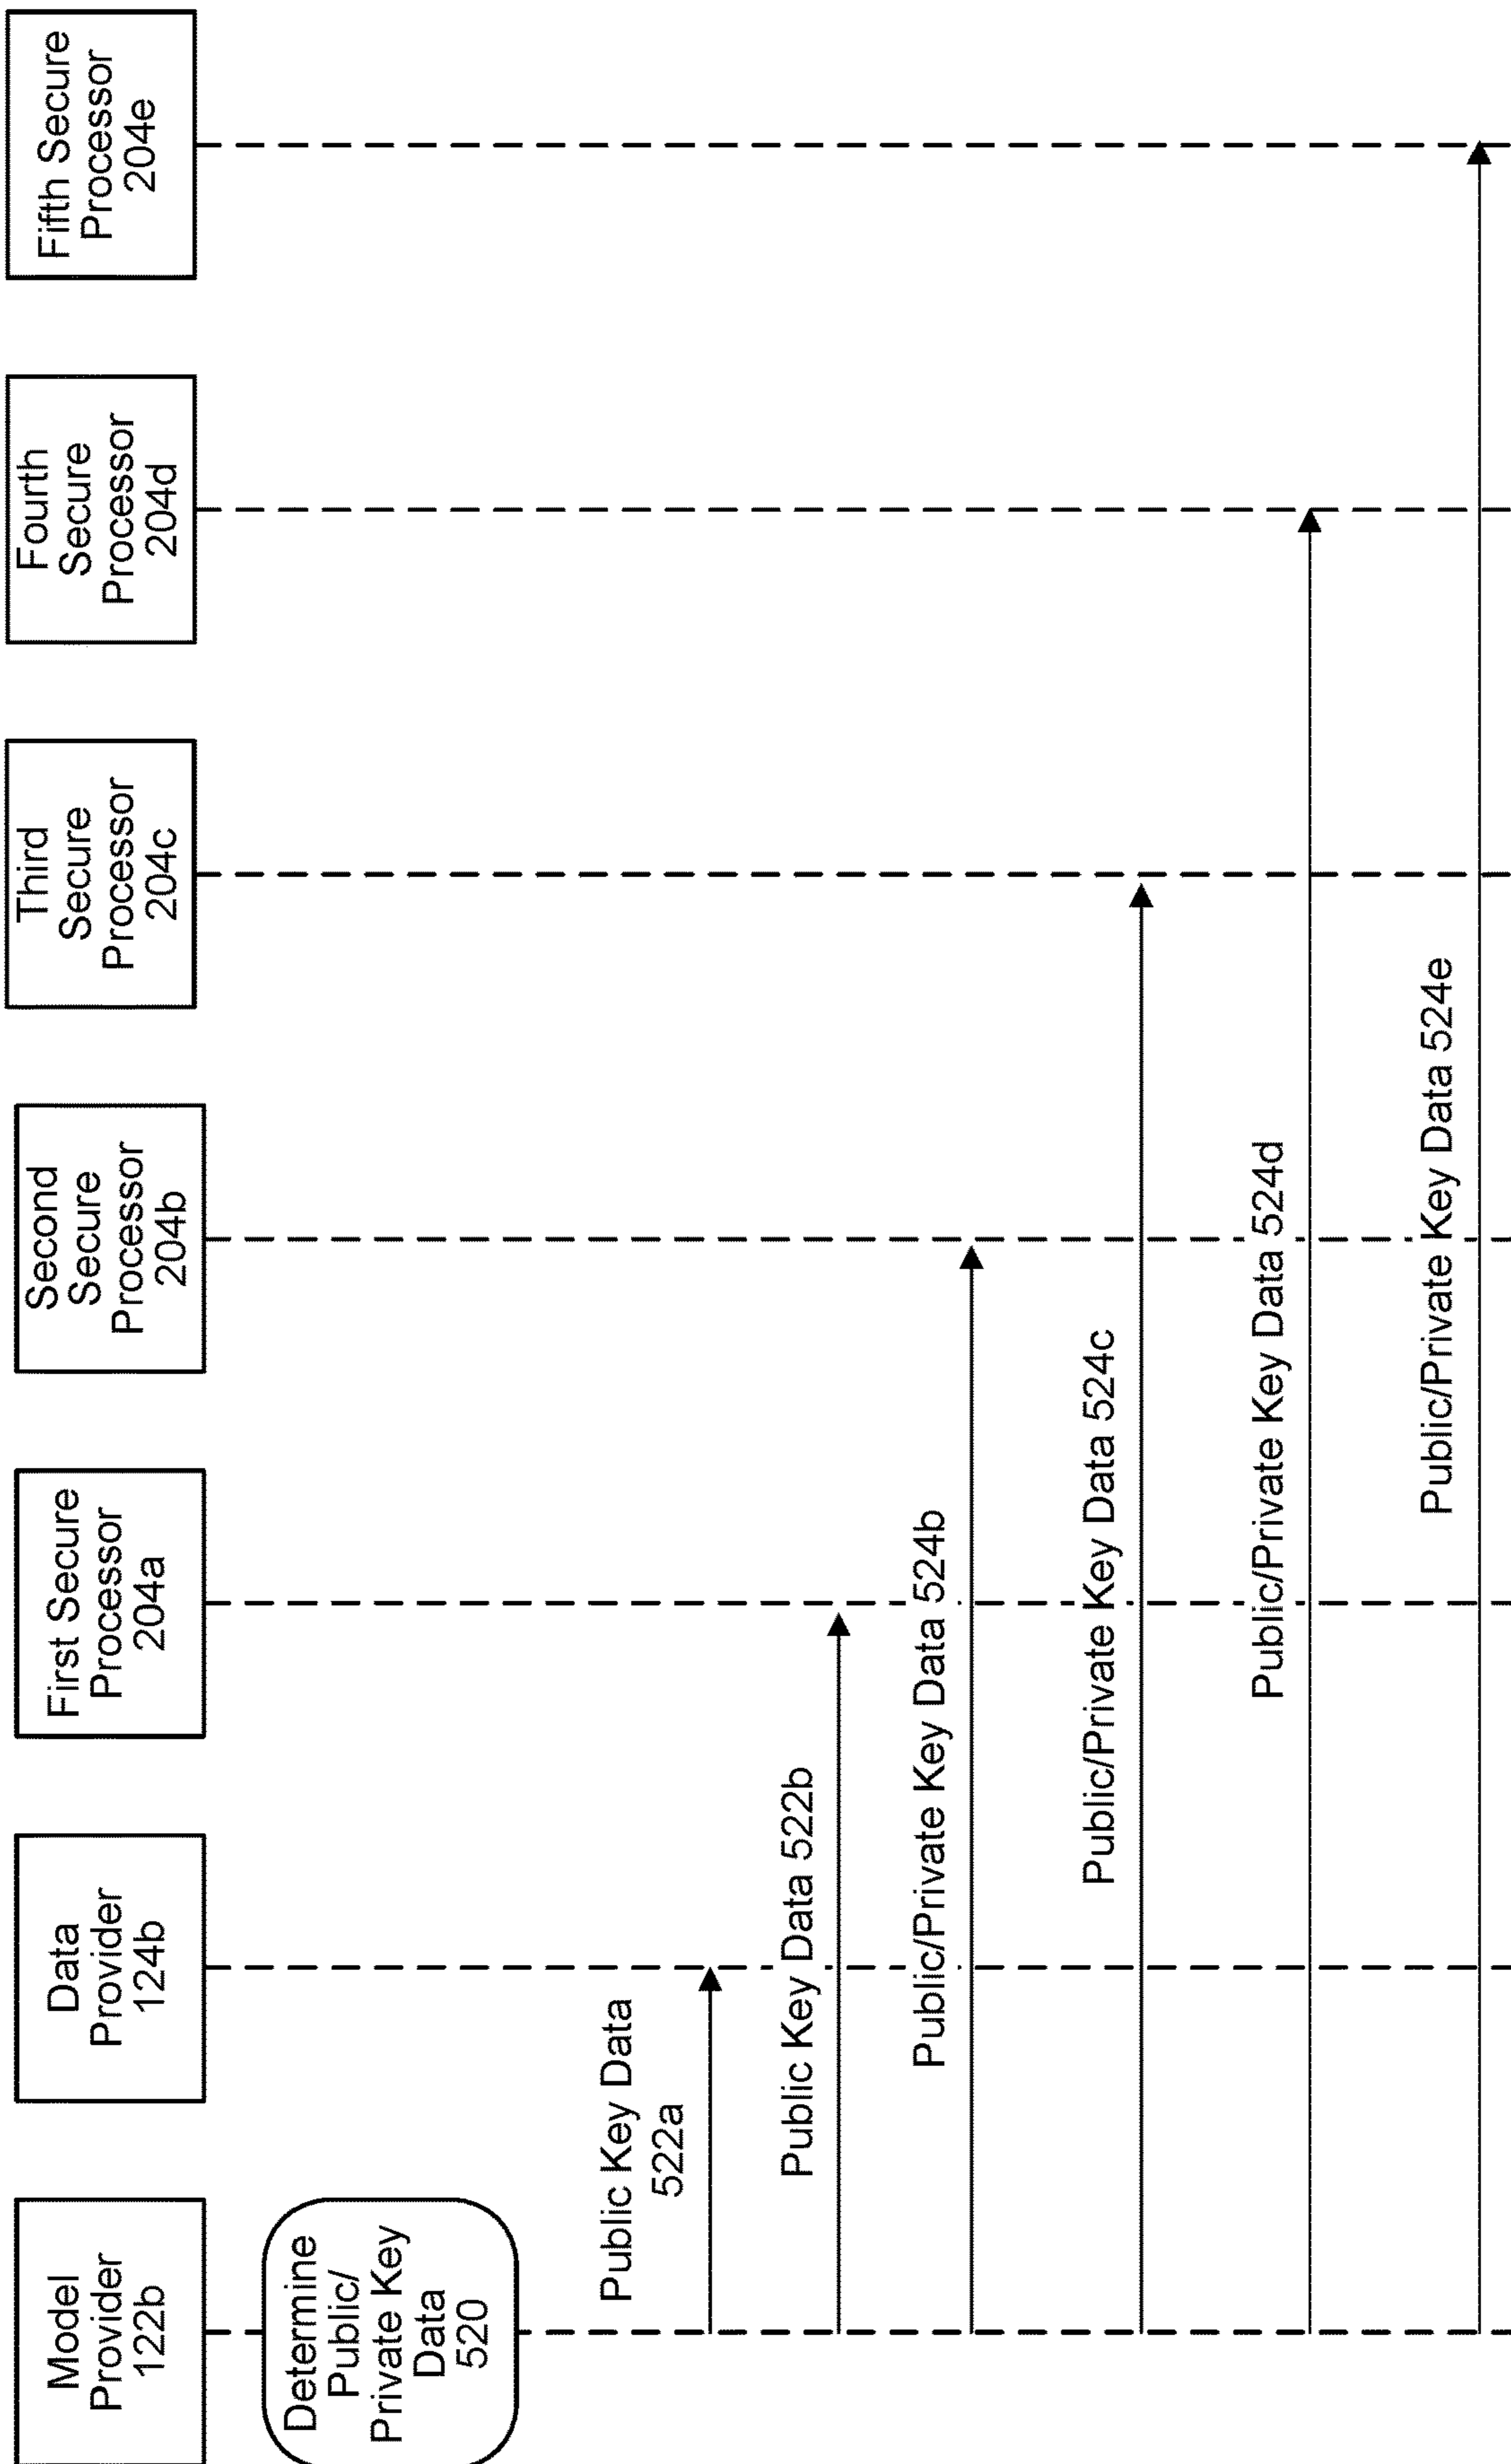 Model
Provider
122b
Data
Provider
124b
First Secure
Processor
204a
Second
Secure
Processor
204b
Third
Secure
Processor
204c
Fourth
Secure
Processor
204d
Fifth Secure
Processor
204e
Determine
Public/
Private Key
Data
520
Public Key Data
522a
Public Key Data 522b
Public/Private Key Data 524b
Public/Private Key Data 524c
Public/Private Key Data 524d
Public/Private Key Data 524e